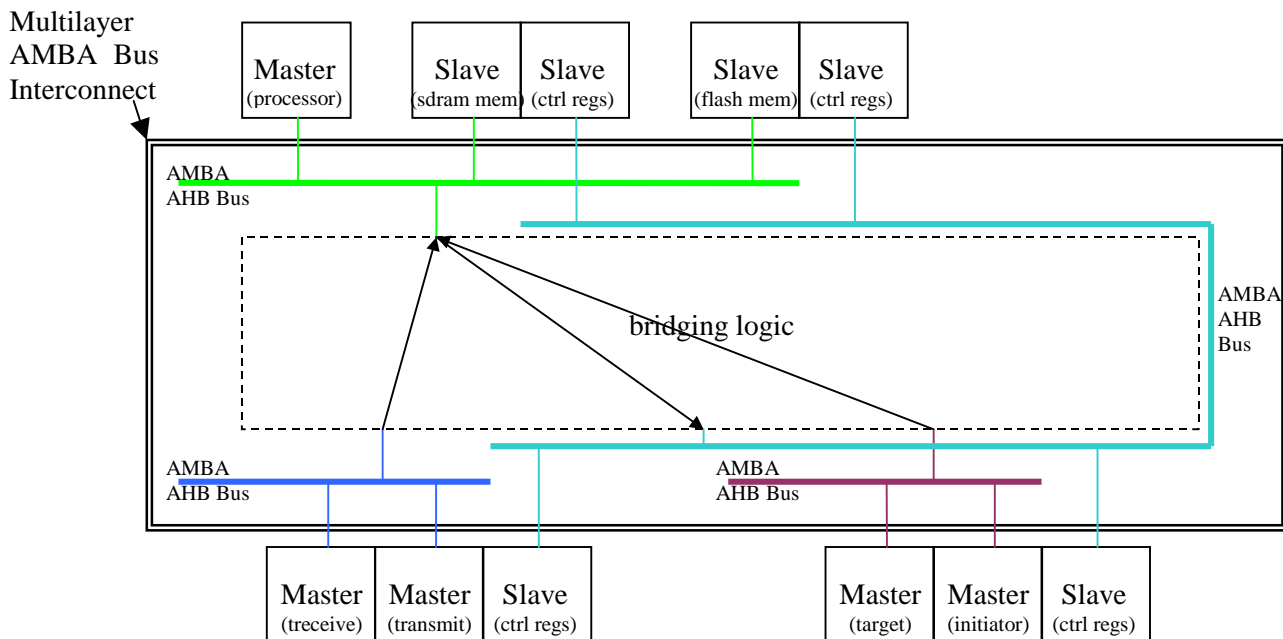 Multilayer
AMBA Bus
Interconnect
Master
(processor)
Slave
(sdram mem)
Slave
(ctrl regs)
Slave
(flash mem)
Slave
(ctrl regs)
AMBA
AHB Bus
bridging logic
AMBA
AHB
Bus
AMBA
AHB Bus
AMBA
AHB Bus
Master
(treceive)
Master
(transmit)
Slave
(ctrl regs)
Master
(target)
Master
(initiator)
Slave
(ctrl regs)